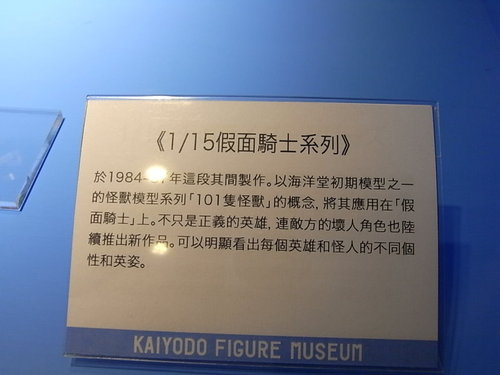 《1/15假面騎士系列》
於1984- 年這段其間製作。以海洋堂初期模型之一
的怪獸模型系列「101隻怪獸」的概念, 將其應用在「假
面騎士」上。不只是正義的英雄, 連敵方的壞人角色也陸
續推出新作品。可以明顯看出每個英雄和怪人的不同個
性和英姿。
KAIYODO FIGURE MUSEUM